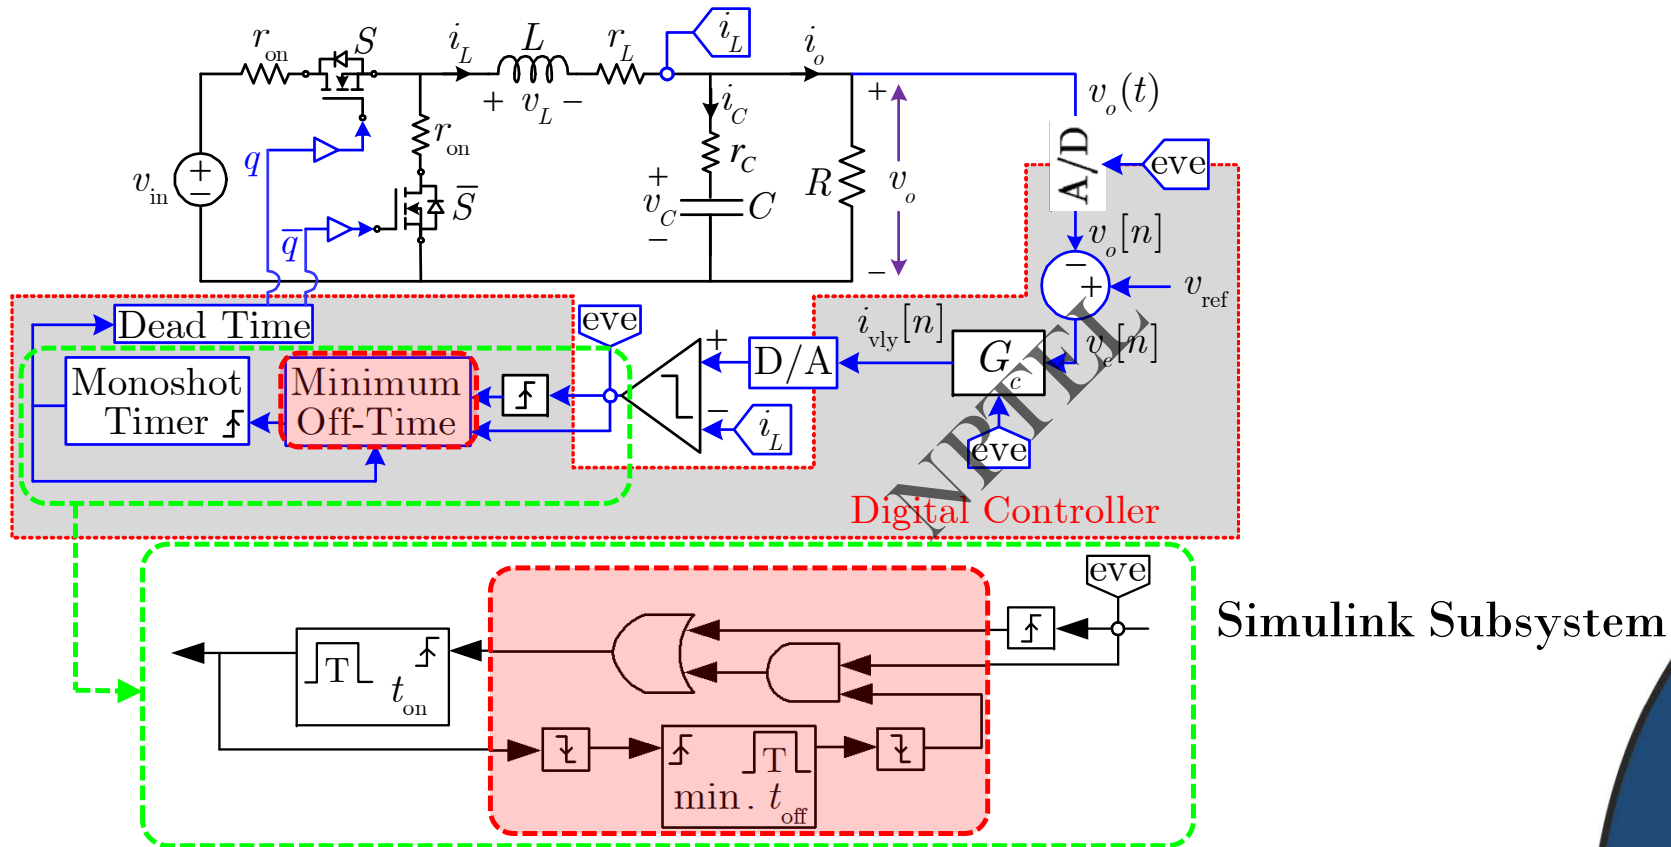 r_on
S
i_L
L
r_L
i_L
i_o
+ v_L −
v_o(t)
i_C
+
q
r_on
A/D
eve
v_in
+
−
r_C
S̅
+
v_C
−
C
R
v_o
q̅
v_o[n]
−
−
+
v_ref
Dead Time
eve
i_vly[n]
v_e[n]
+
D/A
G_c
Monoshot
Timer
Minimum
Off-Time
−
i_L
eve
NPTEL
Digital Controller
eve
Simulink Subsystem
T
t_on
T
min. t_off